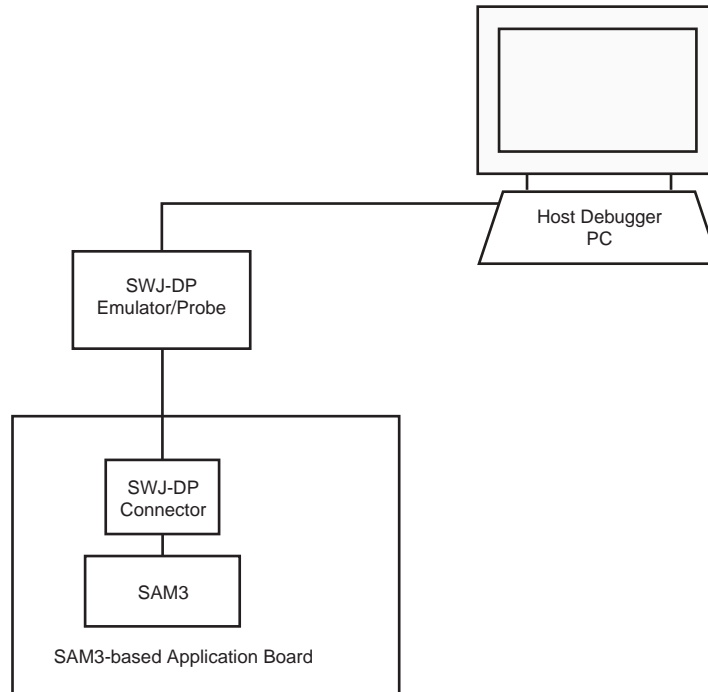 Host Debugger
PC
SWJ-DP
Emulator/Probe
SWJ-DP
Connector
SAM3
SAM3-based Application Board